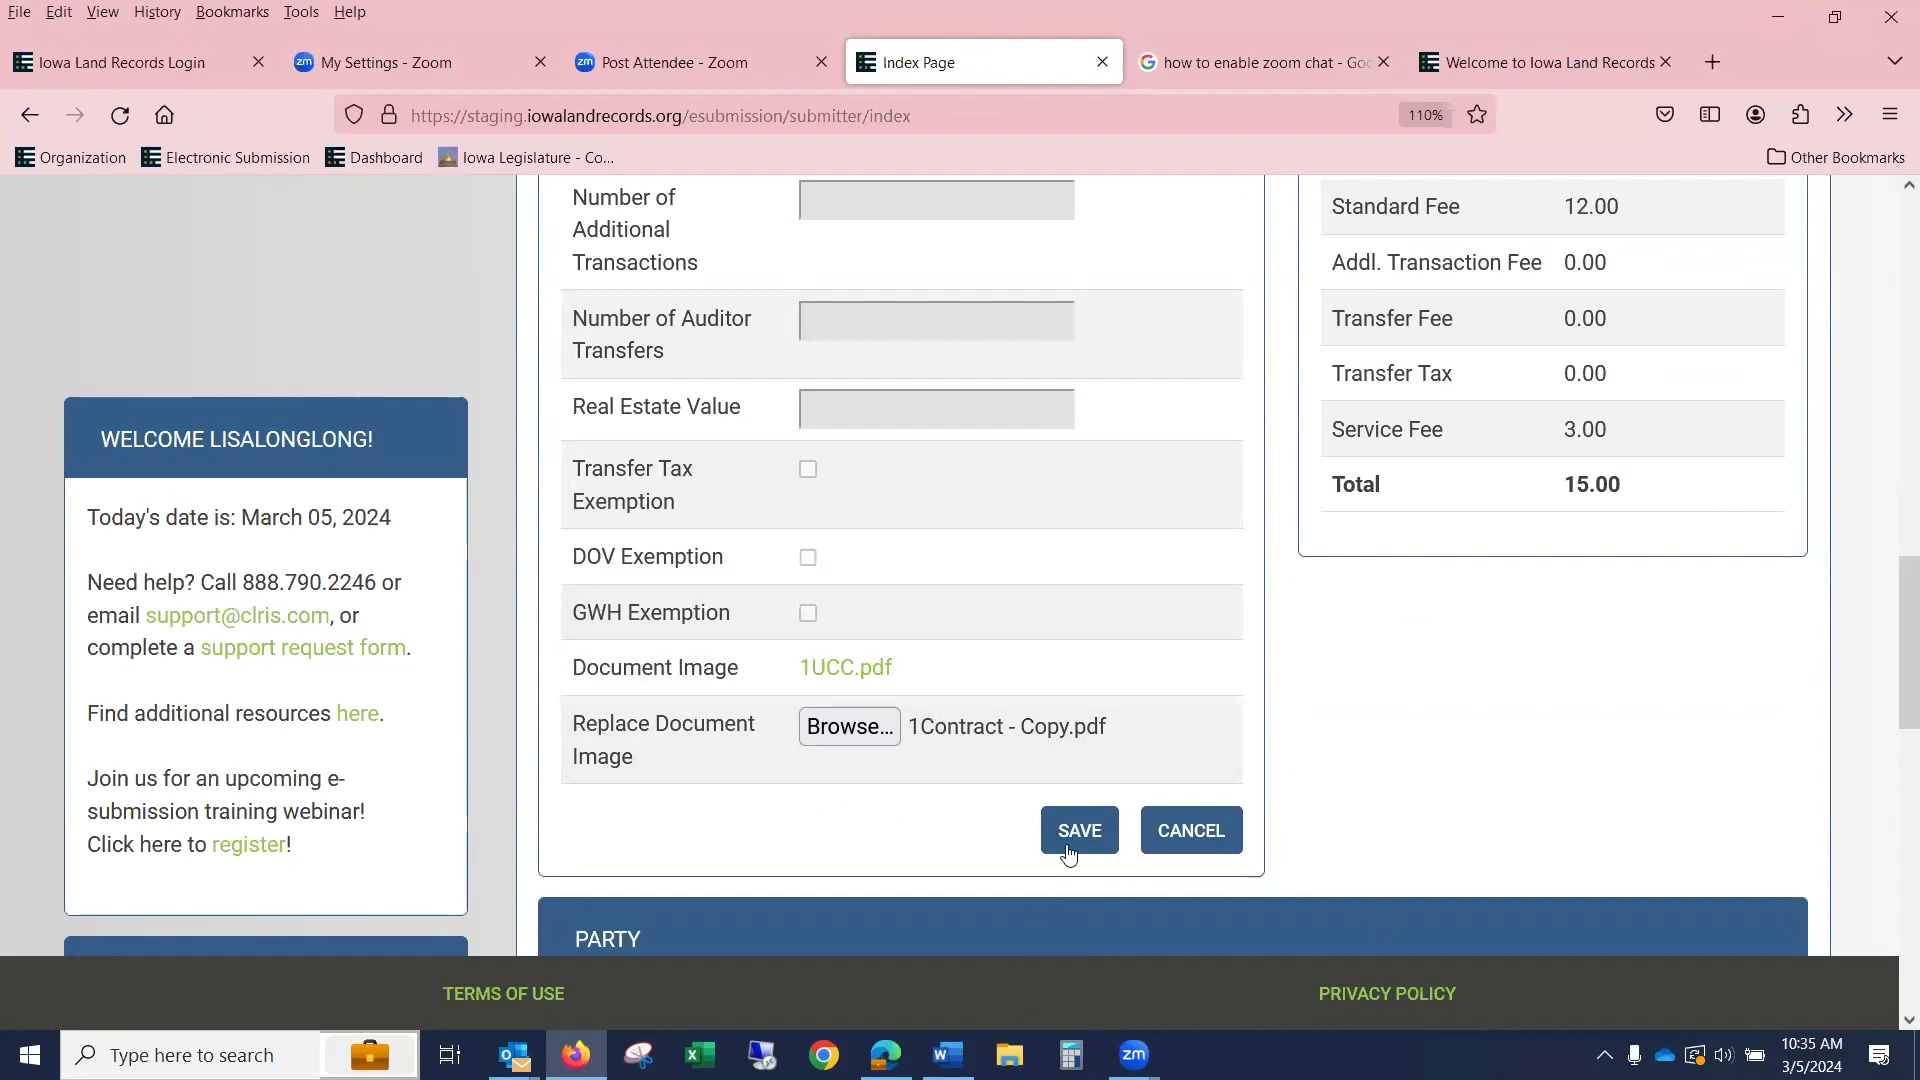 File Edit View History Bookmarks Tools Help
Iowa Land Records Login
My Settings - Zoom
Post Attendee - Zoom
Index Page
how to enable zoom chat - Goo
Welcome to Iowa Land Records
https://staging.iowalandrecords.org/esubmission/submitter/index
110%
Organization
Electronic Submission
Dashboard
Iowa Legislature - Co...
Other Bookmarks
Number of
Additional
Transactions
Number of Auditor
Transfers
Real Estate Value
Transfer Tax
Exemption
DOV Exemption
GWH Exemption
Document Image 1UCC.pdf
Replace Document
Image
Browse... 1Contract - Copy.pdf
SAVE CANCEL
PARTY
Standard Fee 12.00
Addl. Transaction Fee 0.00
Transfer Fee 0.00
Transfer Tax 0.00
Service Fee 3.00
Total 15.00
WELCOME LISALONGLONG!
Today's date is: March 05, 2024
Need help? Call 888.790.2246 or
email support@clris.com, or
complete a support request form.
Find additional resources here.
Join us for an upcoming e-
submission training webinar!
Click here to register!
TERMS OF USE
PRIVACY POLICY
Type here to search
zm
10:35 AM
3/5/2024